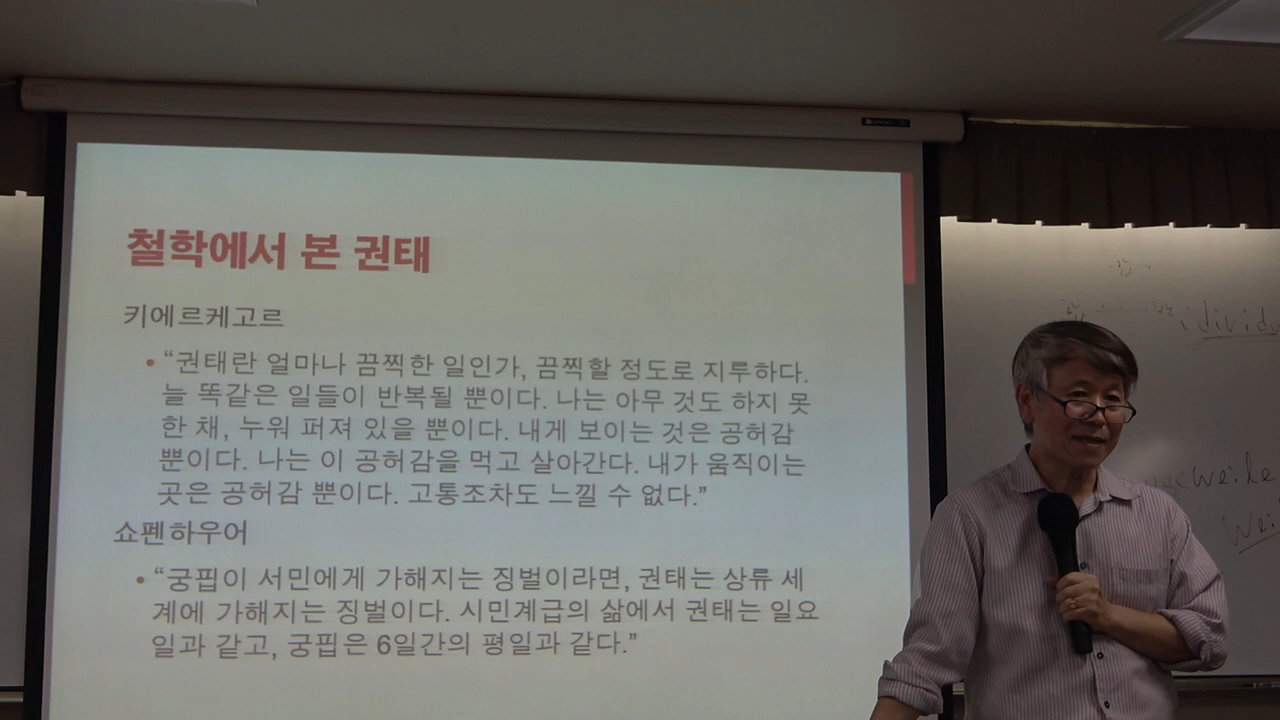 철학에서 본 권태
키에르케고르
• “권태란 얼마나 끔찍한 일인가, 끔찍할 정도로 지루하다.
늘 똑같은 일들이 반복될 뿐이다. 나는 아무 것도 하지 못
한 채, 누워 퍼져 있을 뿐이다. 내게 보이는 것은 공허감
뿐이다. 나는 이 공허감을 먹고 살아간다. 내가 움직이는
곳은 공허감 뿐이다. 고통조차도 느낄 수 없다.”
쇼펜하우어
• “궁핍이 서민에게 가해지는 징벌이라면, 권태는 상류 세
계에 가해지는 징벌이다. 시민계급의 삶에서 권태는 일요
일과 같고, 궁핍은 6일간의 평일과 같다.”